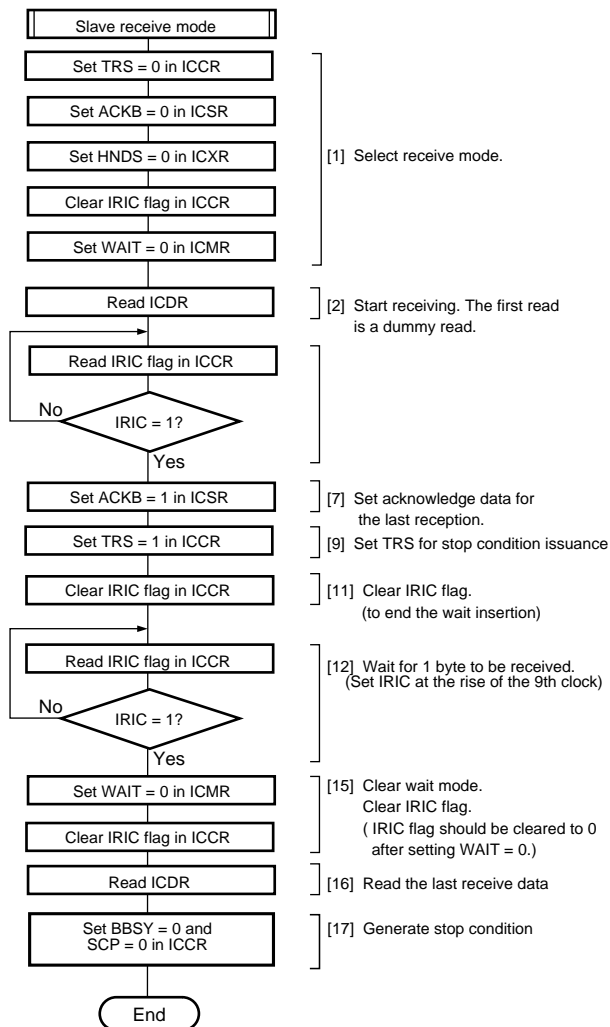 Slave receive mode
Set TRS = 0 in ICCR
Set ACKB = 0 in ICSR
Set HNDS = 0 in ICXR
[1] Select receive mode.
Clear IRIC flag in ICCR
Set WAIT = 0 in ICMR
Read ICDR
[2] Start receiving. The first read
is a dummy read.
Read IRIC flag in ICCR
No
IRIC = 1?
Yes
Set ACKB = 1 in ICSR
[7] Set acknowledge data for
the last reception.
Set TRS = 1 in ICCR
[9] Set TRS for stop condition issuance
Clear IRIC flag in ICCR
[11] Clear IRIC flag.
(to end the wait insertion)
Read IRIC flag in ICCR
[12] Wait for 1 byte to be received.
(Set IRIC at the rise of the 9th clock)
No
IRIC = 1?
Yes
Set WAIT = 0 in ICMR
[15] Clear wait mode.
Clear IRIC flag.
( IRIC flag should be cleared to 0
after setting WAIT = 0.)
Clear IRIC flag in ICCR
Read ICDR
[16] Read the last receive data
Set BBSY = 0 and
SCP = 0 in ICCR
[17] Generate stop condition
End